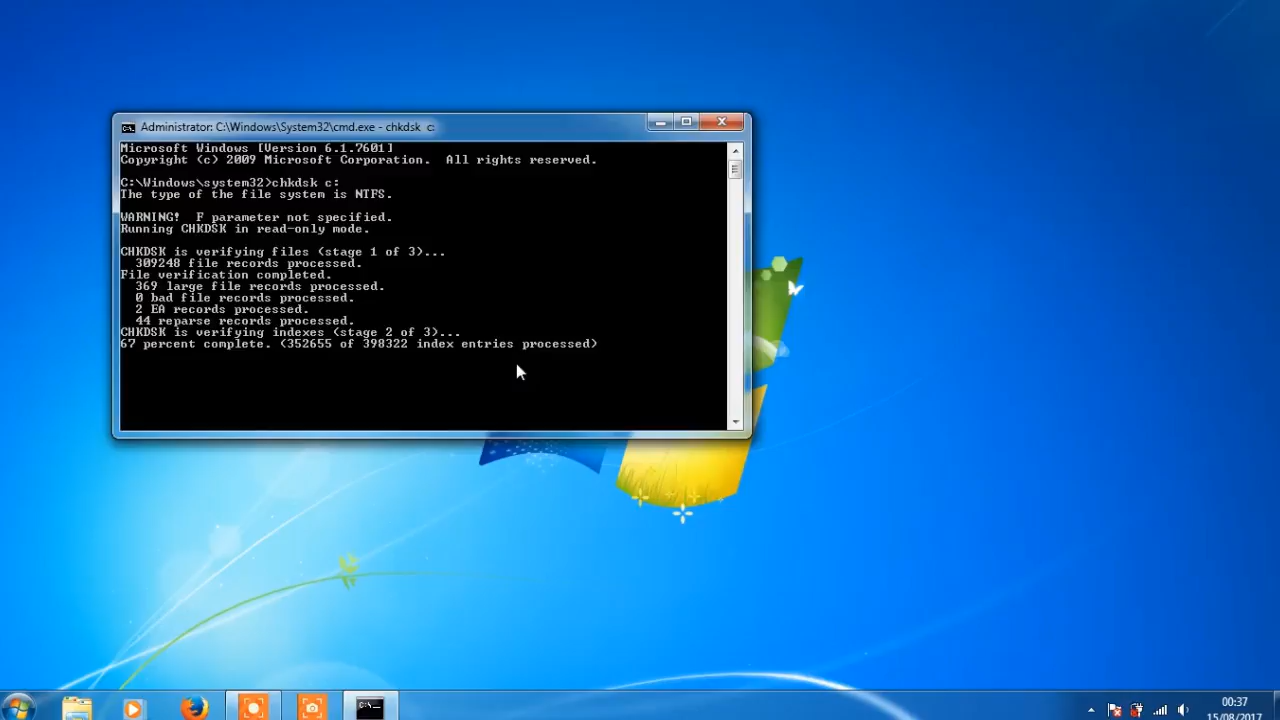 Administrator: C:\Windows\System32\cmd.exe - chkdsk  c:
Microsoft Windows [Version 6.1.7601]
Copyright (c) 2009 Microsoft Corporation.  All rights reserved.
C:\Windows\system32>chkdsk c:
The type of the file system is NTFS.
WARNING!  F parameter not specified.
Running CHKDSK in read-only mode.
CHKDSK is verifying files (stage 1 of 3)...
309248 file records processed.
File verification completed.
369 large file records processed.
0 bad file records processed.
2 EA records processed.
44 reparse records processed.
CHKDSK is verifying indexes (stage 2 of 3)...
67 percent complete. (352655 of 398322 index entries processed)
00:37
15/08/2017